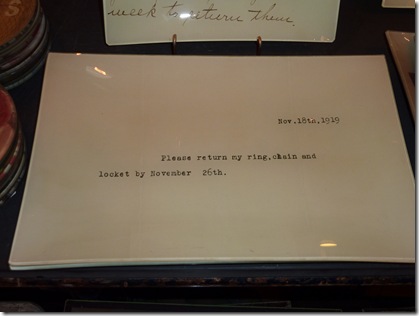 week to return them.
Nov.18th,1919
Please return my ring,chain and
locket by November 26th.